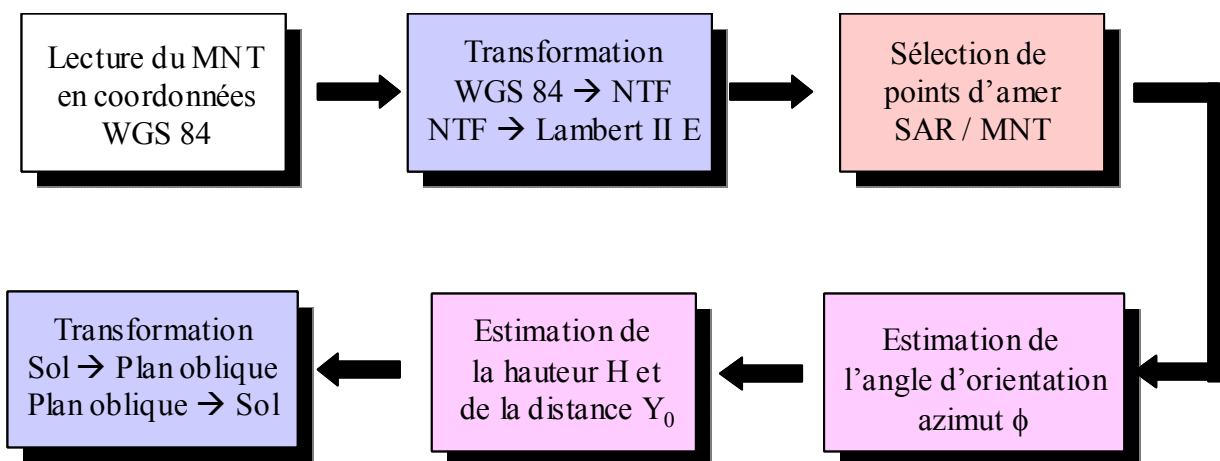 Lecture du MNT
en coordonnées
WGS 84
Transformation
WGS 84 → NTF
NTF → Lambert II E
Sélection de
points d’amer
SAR / MNT
Estimation de
l’angle d’orientation
azimut ϕ
Estimation de
la hauteur H et
de la distance Y₀
Transformation
Sol → Plan oblique
Plan oblique → Sol